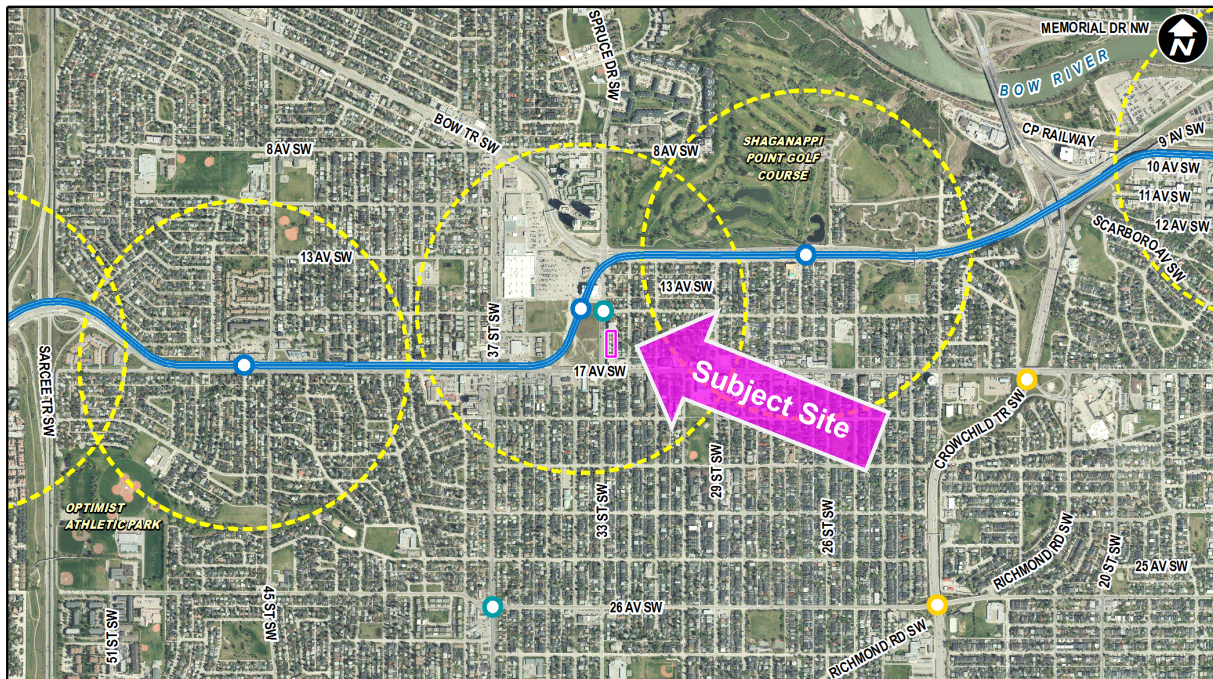 MEMORIAL DR NW
N
SPRUCE DR SW
BOW RIVER
BOW TR SW
CP RAILWAY
9 AV SW
SHAGANAPPI
POINT GOLF
COURSE
8 AV SW
8 AV SW
10 AV SW
11 AV SW
12 AV SW
SCARBORO AV SW
13 AV SW
13 AV SW
37 ST SW
SARCEE TR SW
17 AV SW
Subject Site
CROWCHILD TR SW
29 ST SW
33 ST SW
26 ST SW
OPTIMIST
ATHLETIC PARK
RICHMOND RD SW
20 ST SW
25 AV SW
45 ST SW
51 ST SW
26 AV SW
RICHMOND RD SW